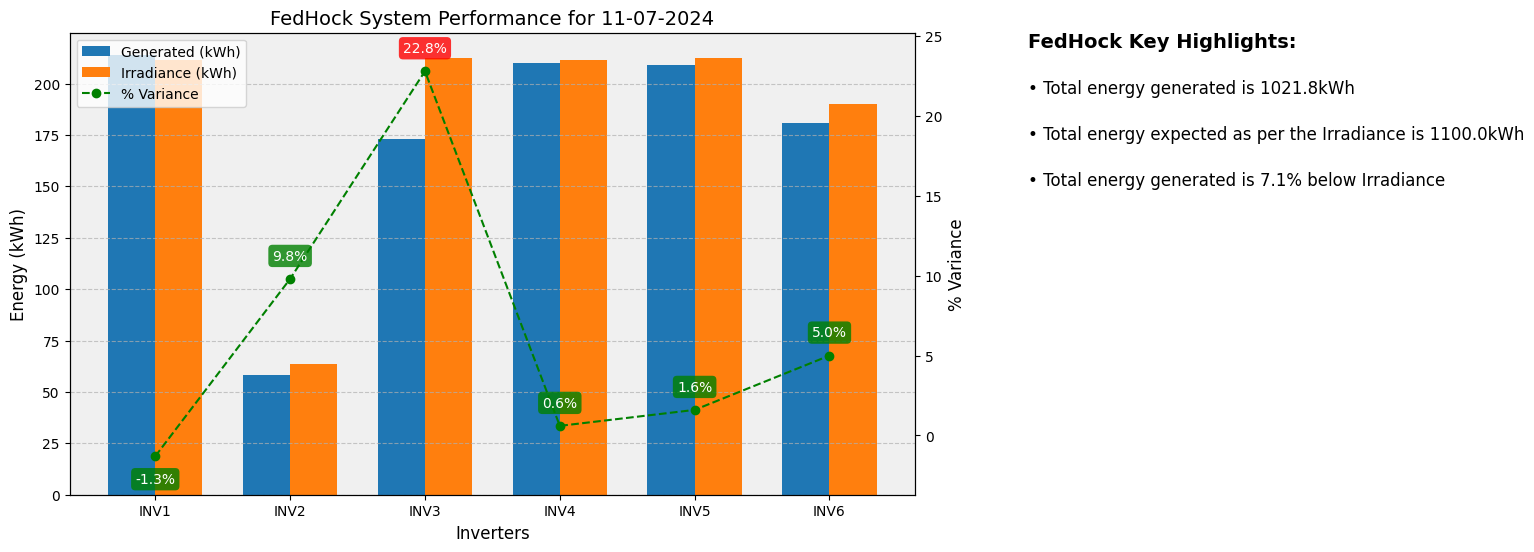 FedHock System Performance for 11-07-2024
Generated (kWh)
Irradiance (kWh)
% Variance
Energy (kWh)
200
175
150
125
100
75
50
25
0
-1.3%
9.8%
22.8%
0.6%
1.6%
5.0%
INV1
INV2
INV3
INV4
INV5
INV6
Inverters
25
20
15
10
5
0
% Variance
FedHock Key Highlights:
• Total energy generated is 1021.8kWh
• Total energy expected as per the Irradiance is 1100.0kWh
• Total energy generated is 7.1% below Irradiance